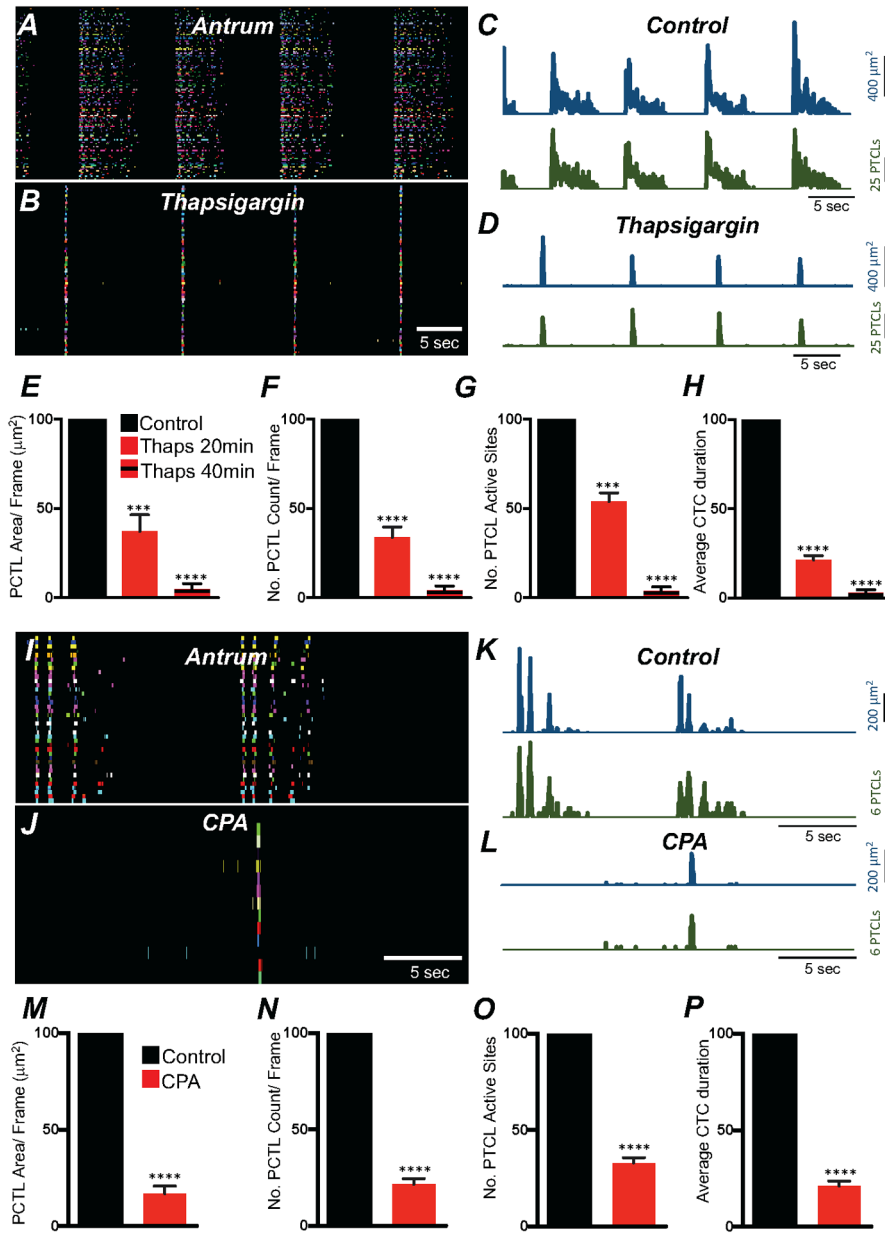 A
Antrum
B
Thapsigargin
5 sec
C
Control
400 µm²
25 PTCLs
5 sec
D
Thapsigargin
400 µm²
25 PTCLs
5 sec
E
PCTL Area/ Frame (µm²)
100
50
0
Control
Thaps 20min
Thaps 40min
***
****
F
No. PCTL Count/ Frame
100
50
0
****
****
G
No. PTCL Active Sites
100
50
0
***
****
H
Average CTC duration
100
50
0
****
****
I
Antrum
J
CPA
5 sec
K
Control
200 µm²
6 PTCLs
5 sec
L
CPA
200 µm²
6 PTCLs
5 sec
M
PCTL Area/ Frame (µm²)
100
50
0
Control
CPA
****
N
No. PCTL Count/ Frame
100
50
0
****
O
No. PTCL Active Sites
100
50
0
****
P
Average CTC duration
100
50
0
****